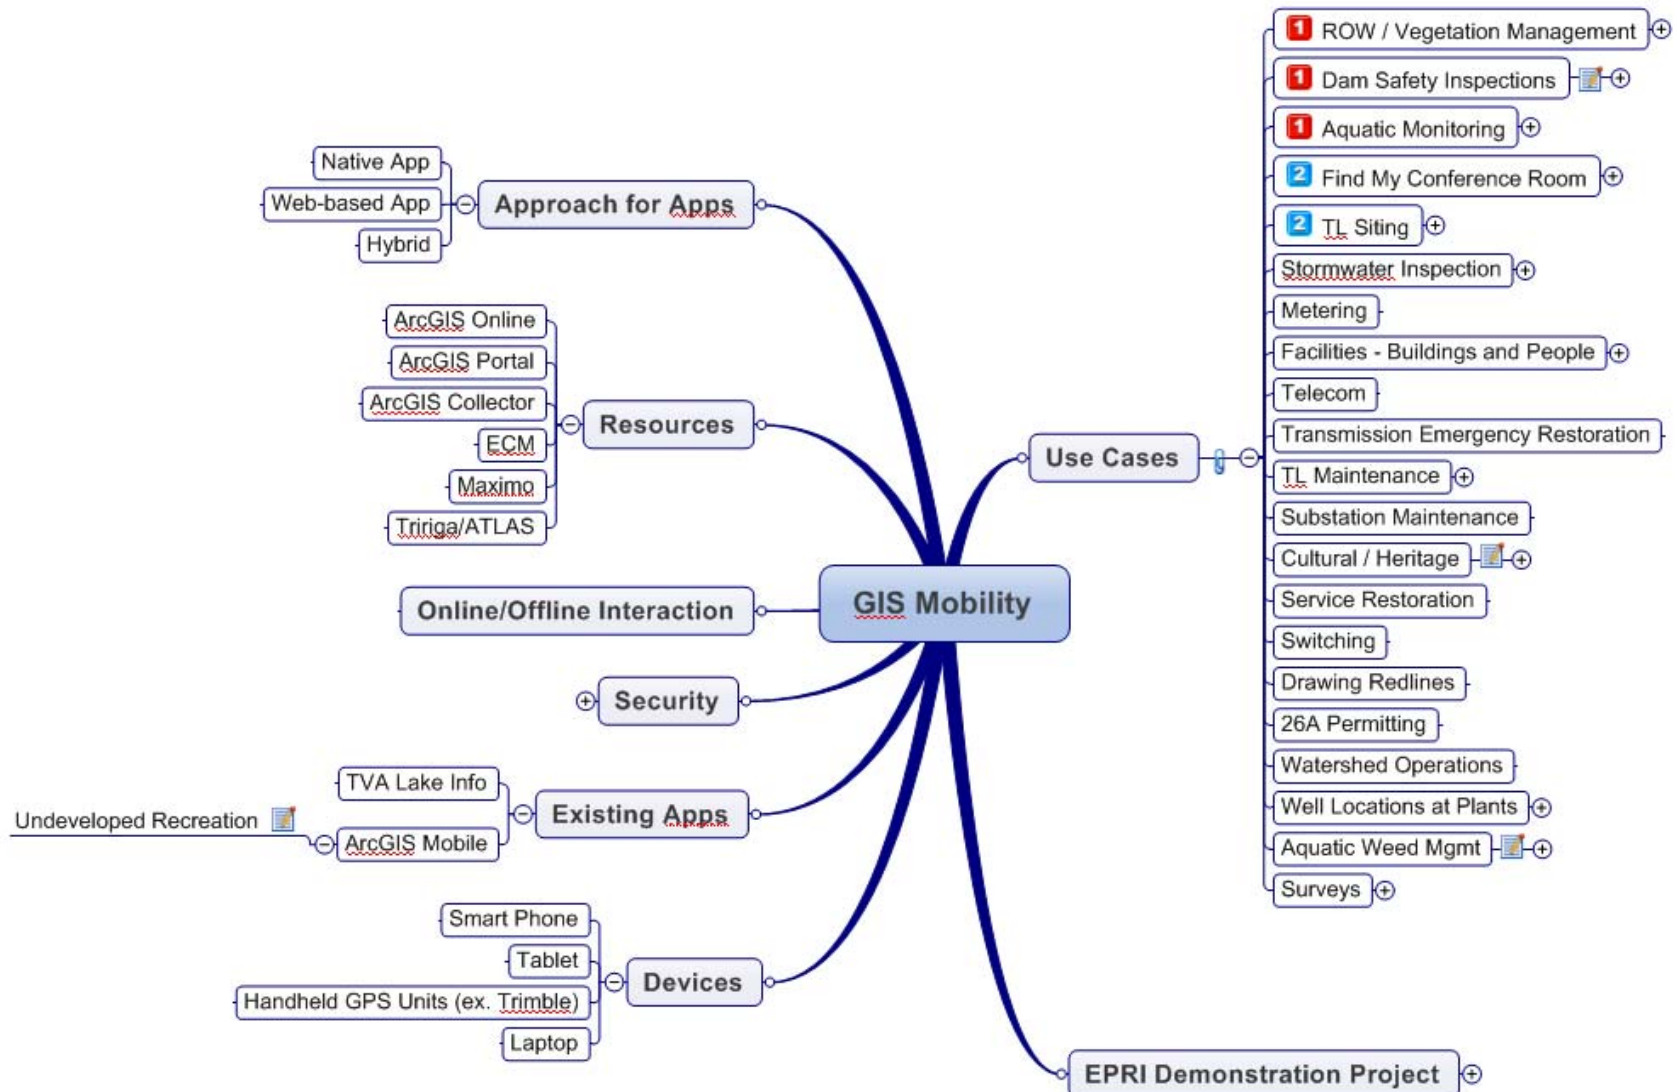 GIS Mobility
Approach for Apps
Native App
Web-based App
Hybrid
Resources
ArcGIS Online
ArcGIS Portal
ArcGIS Collector
ECM
Maximo
Tririga/ATLAS
Online/Offline Interaction
Security
Existing Apps
TVA Lake Info
ArcGIS Mobile
Undeveloped Recreation
Devices
Smart Phone
Tablet
Handheld GPS Units (ex. Trimble)
Laptop
Use Cases
1 ROW / Vegetation Management
1 Dam Safety Inspections
1 Aquatic Monitoring
2 Find My Conference Room
2 TL Siting
Stormwater Inspection
Metering
Facilities - Buildings and People
Telecom
Transmission Emergency Restoration
TL Maintenance
Substation Maintenance
Cultural / Heritage
Service Restoration
Switching
Drawing Redlines
26A Permitting
Watershed Operations
Well Locations at Plants
Aquatic Weed Mgmt
Surveys
EPRI Demonstration Project